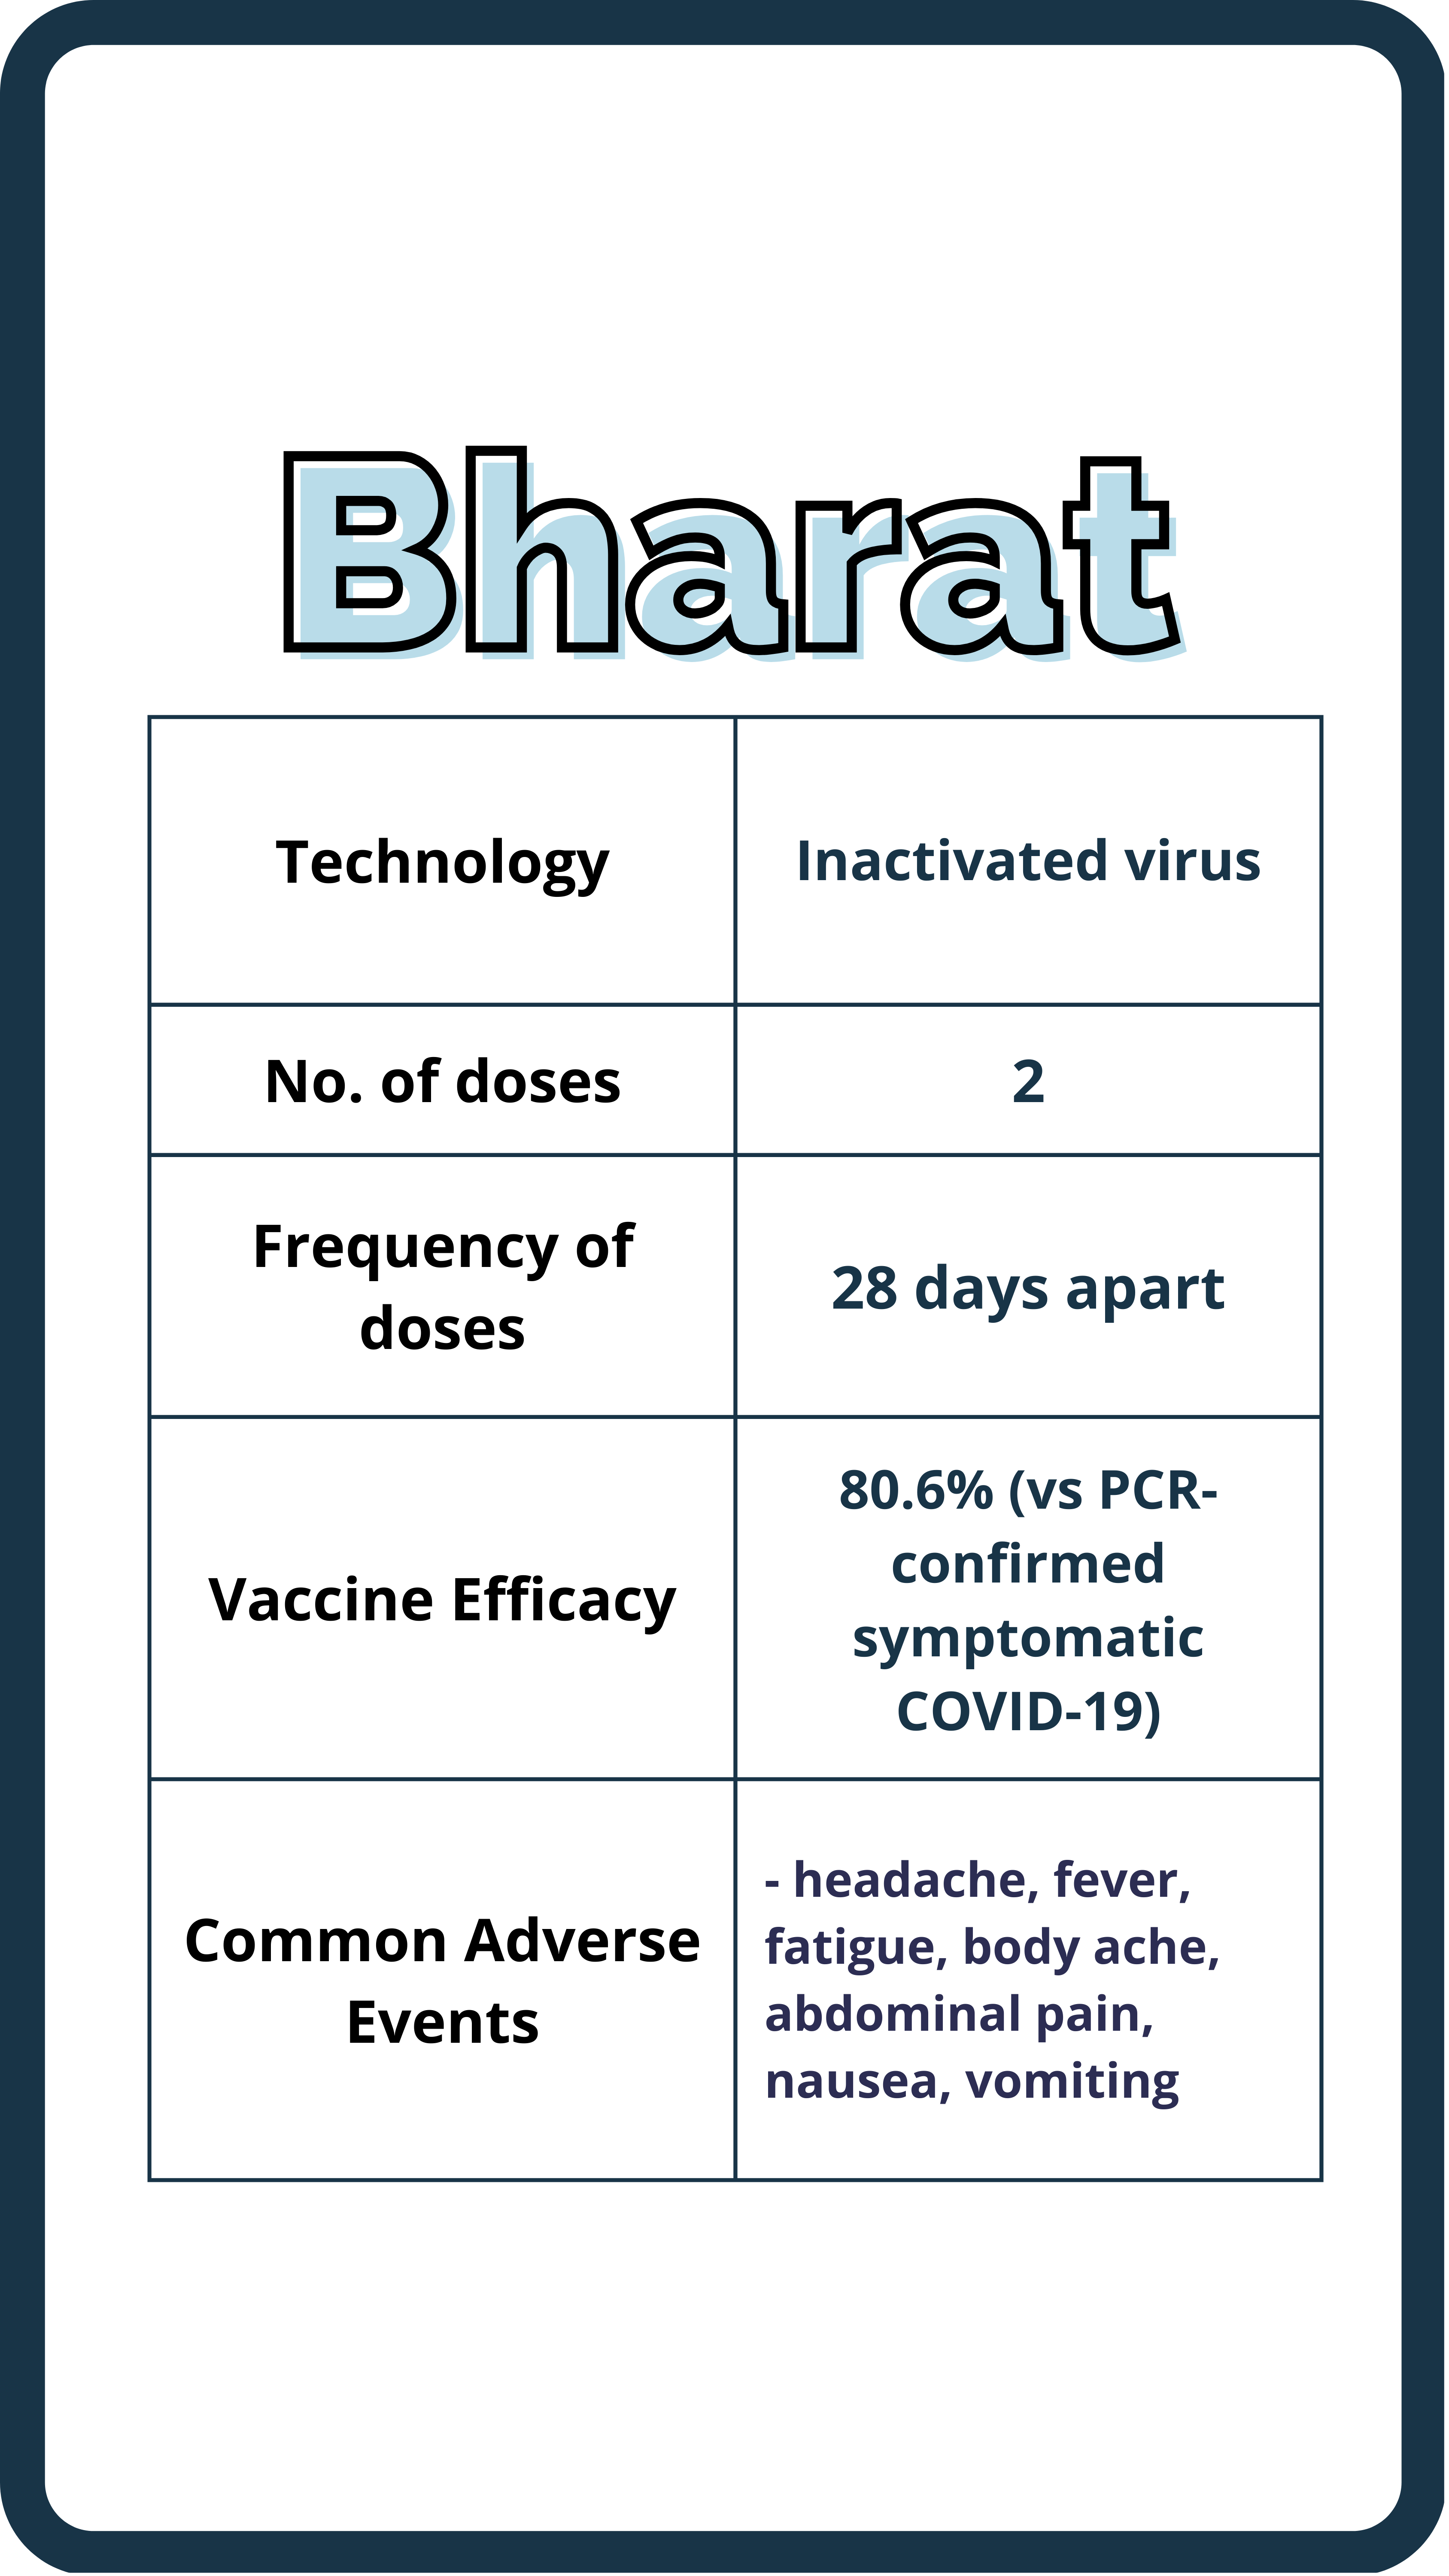 Bharat
Technology
Inactivated virus
No. of doses
2
Frequency of
doses
28 days apart
Vaccine Efficacy
80.6% (vs PCR-
confirmed
symptomatic
COVID-19)
Common Adverse
Events
- headache, fever,
fatigue, body ache,
abdominal pain,
nausea, vomiting